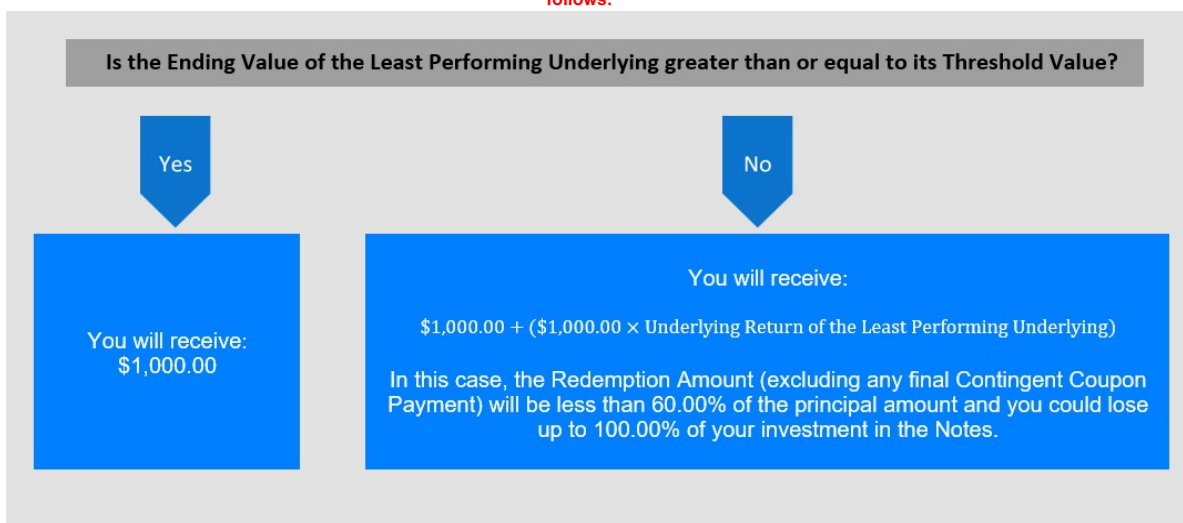 follows:
Is the Ending Value of the Least Performing Underlying greater than or equal to its Threshold Value?
Yes
No
You will receive:
$1,000.00
You will receive:
$1,000.00 + ($1,000.00 × Underlying Return of the Least Performing Underlying)
In this case, the Redemption Amount (excluding any final Contingent Coupon
Payment) will be less than 60.00% of the principal amount and you could lose
up to 100.00% of your investment in the Notes.